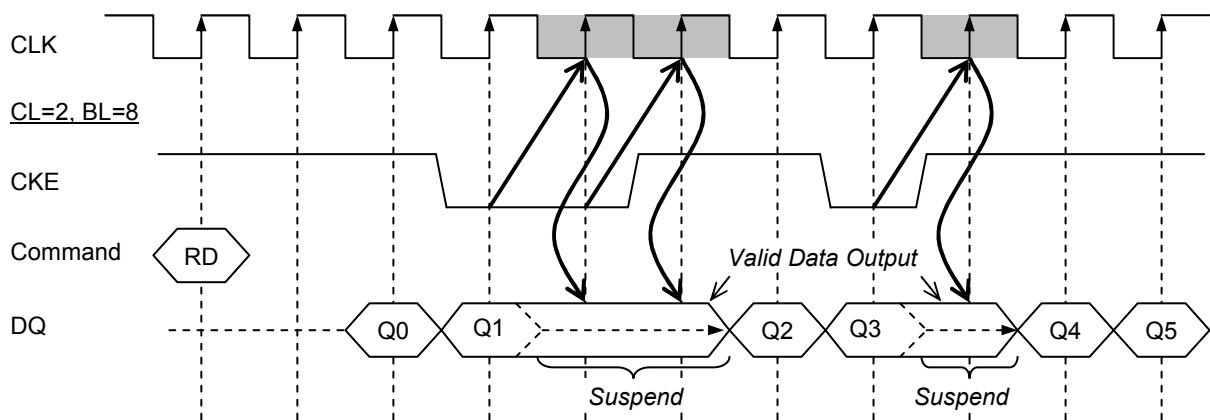 CLK
CL=2, BL=8
CKE
Command RD Valid Data Output
DQ Q0 Q1 Q2 Q3 Q4 Q5
Suspend Suspend